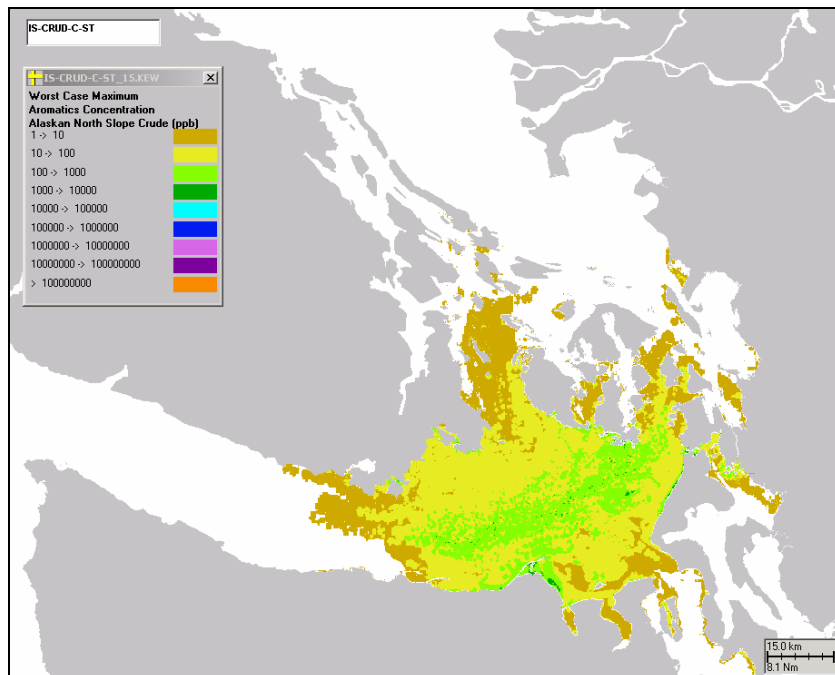 IS-CRUD-C-ST
IS-CRUD-C-ST_15.KEW
Worst Case Maximum
Aromatics Concentration
Alaskan North Slope Crude (ppb)
1 -> 10
10 -> 100
100 -> 1000
1000 -> 10000
10000 -> 100000
100000 -> 1000000
1000000 -> 10000000
10000000 -> 100000000
> 100000000
15.0 km
8.1 Nm